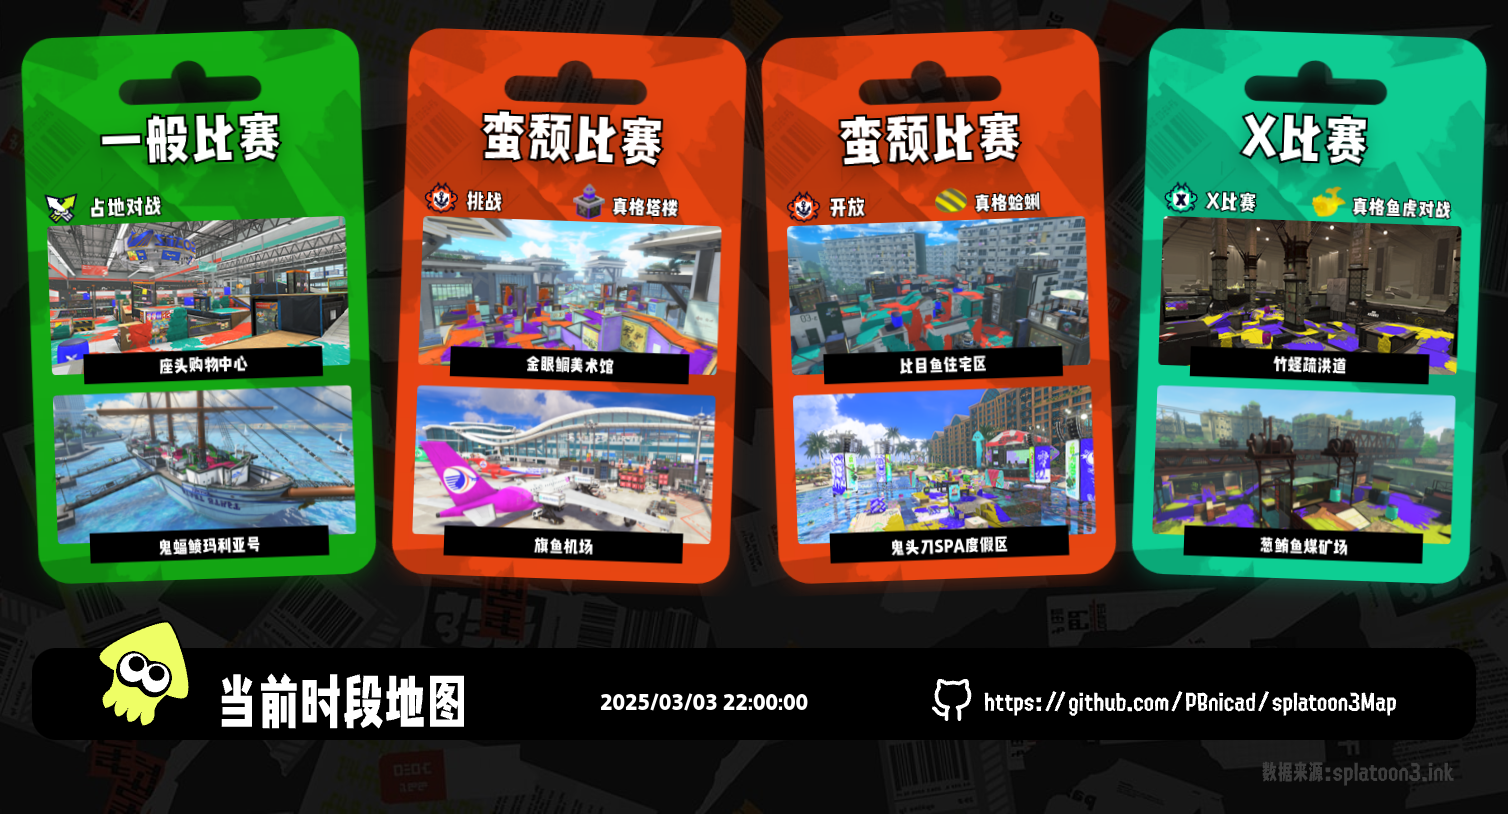 一般比赛
占地对战
座头购物中心
鬼蝠鲼玛利亚号
蛮颓比赛
挑战
真格塔楼
金眼鲷美术馆
旗鱼机场
蛮颓比赛
开放
真格蛤蜊
比目鱼住宅区
鬼头刀SPA度假区
X比赛
X比赛
真格鱼虎对战
竹蛏疏洪道
葱鲔鱼煤矿场
当前时段地图
2025/03/03 22:00:00
https://github.com/PBnicad/splatoon3Map
数据来源:splatoon3.ink